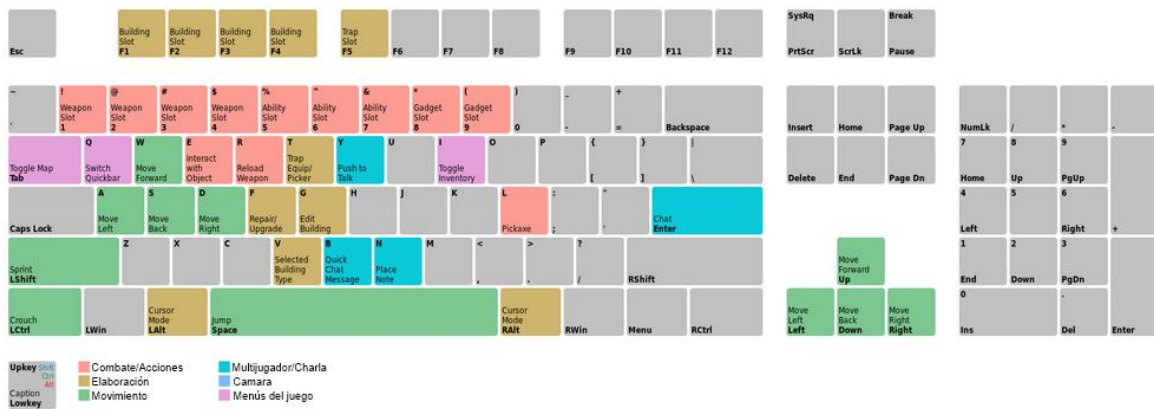 Esc
Building
Slot
F1
Building
Slot
F2
Building
Slot
F3
Building
Slot
F4
Trap
Slot
F5
F6
F7
F8
F9
F10
F11
F12
SysRq
PrtScr
ScrLk
Break
Pause
~
`
!
Weapon
Slot
1
@
Weapon
Slot
2
#
Weapon
Slot
3
$
Weapon
Slot
4
%
Ability
Slot
5
^
Ability
Slot
6
&
Ability
Slot
7
*
Gadget
Slot
8
(
Gadget
Slot
9
)
0
_
-
+
=
Backspace
Insert
Home
Page Up
NumLk
/
*
-
Toggle Map
Tab
Q
Switch
Quickbar
W
Move
Forward
E
Interact
with
Object
R
Reload
Weapon
T
Trap
Equip/
Picker
Y
Push to
Talk
U
I
Toggle
Inventory
O
P
{
[
}
]
|
\
Delete
End
Page Dn
7
Home
8
Up
9
PgUp
+
Caps Lock
A
Move
Left
S
Move
Back
D
Move
Right
F
Repair/
Upgrade
G
Edit
Building
H
J
K
L
Pickaxe
:
;
"
'
Chat
Enter
4
Left
5
6
Right
Sprint
LShift
Z
X
C
V
Selected
Building
Type
B
Quick
Chat
Message
N
Place
Note
M
<
,
>
.
?
/
RShift
Move
Forward
Up
1
End
2
Down
3
PgDn
Enter
Crouch
LCtrl
LWin
Cursor
Mode
LAlt
Jump
Space
Cursor
Mode
RAlt
RWin
Menu
RCtrl
Move
Left
Left
Move
Back
Down
Move
Right
Right
0
Ins
.
Del
Upkey Shift
Ctrl
Alt
Caption
Lowkey
Combate/Acciones
Elaboración
Movimiento
Multijugador/Charla
Camara
Menús del juego